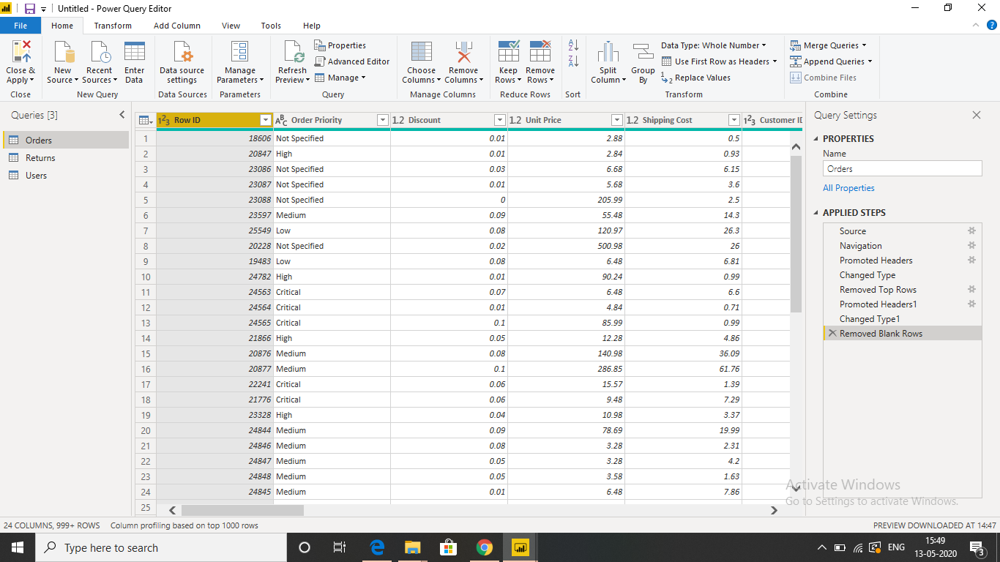 Untitled - Power Query Editor
File Home Transform Add Column View Tools Help
Close & Apply
New Source
Recent Sources
Enter Data
Data source settings
Manage Parameters
Refresh Preview
Properties
Advanced Editor
Manage
Choose Columns
Remove Columns
Keep Rows
Remove Rows
Split Column
Group By
Data Type: Whole Number
Use First Row as Headers
Replace Values
Merge Queries
Append Queries
Combine Files
Close New Query Data Sources Parameters Query Manage Columns Reduce Rows Sort Transform Combine
Queries [3]
Orders
Returns
Users
Row ID Order Priority 1.2 Discount 1.2 Unit Price 1.2 Shipping Cost Customer ID
1 18606 Not Specified 0.01 2.88 0.5
2 20847 High 0.01 2.84 0.93
3 23086 Not Specified 0.03 6.68 6.15
4 23087 Not Specified 0.01 5.68 3.6
5 23088 Not Specified 0 205.99 2.5
6 23597 Medium 0.09 55.48 14.3
7 25549 Low 0.08 120.97 26.3
8 20228 Not Specified 0.02 500.98 26
9 19483 Low 0.08 6.48 6.81
10 24782 High 0.01 90.24 0.99
11 24563 Critical 0.07 6.48 6.6
12 24564 Critical 0.01 4.84 0.71
13 24565 Critical 0.1 85.99 0.99
14 21866 High 0.05 12.28 4.86
15 20876 Medium 0.08 140.98 36.09
16 20877 Medium 0.1 286.85 61.76
17 22241 Critical 0.06 15.57 1.39
18 21776 Critical 0.06 9.48 7.29
19 23328 High 0.04 10.98 3.37
20 24844 Medium 0.09 78.69 19.99
21 24846 Medium 0.08 3.28 2.31
22 24847 Medium 0.05 3.28 4.2
23 24848 Medium 0.05 3.58 1.63
24 24845 Medium 0.01 6.48 7.86
25
Query Settings
PROPERTIES
Name
Orders
All Properties
APPLIED STEPS
Source
Navigation
Promoted Headers
Changed Type
Removed Top Rows
Promoted Headers1
Changed Type1
Removed Blank Rows
Activate Windows
Go to Settings to activate Windows.
24 COLUMNS, 999+ ROWS Column profiling based on top 1000 rows
PREVIEW DOWNLOADED AT 14:47
Type here to search
ENG
15:49
13-05-2020
3